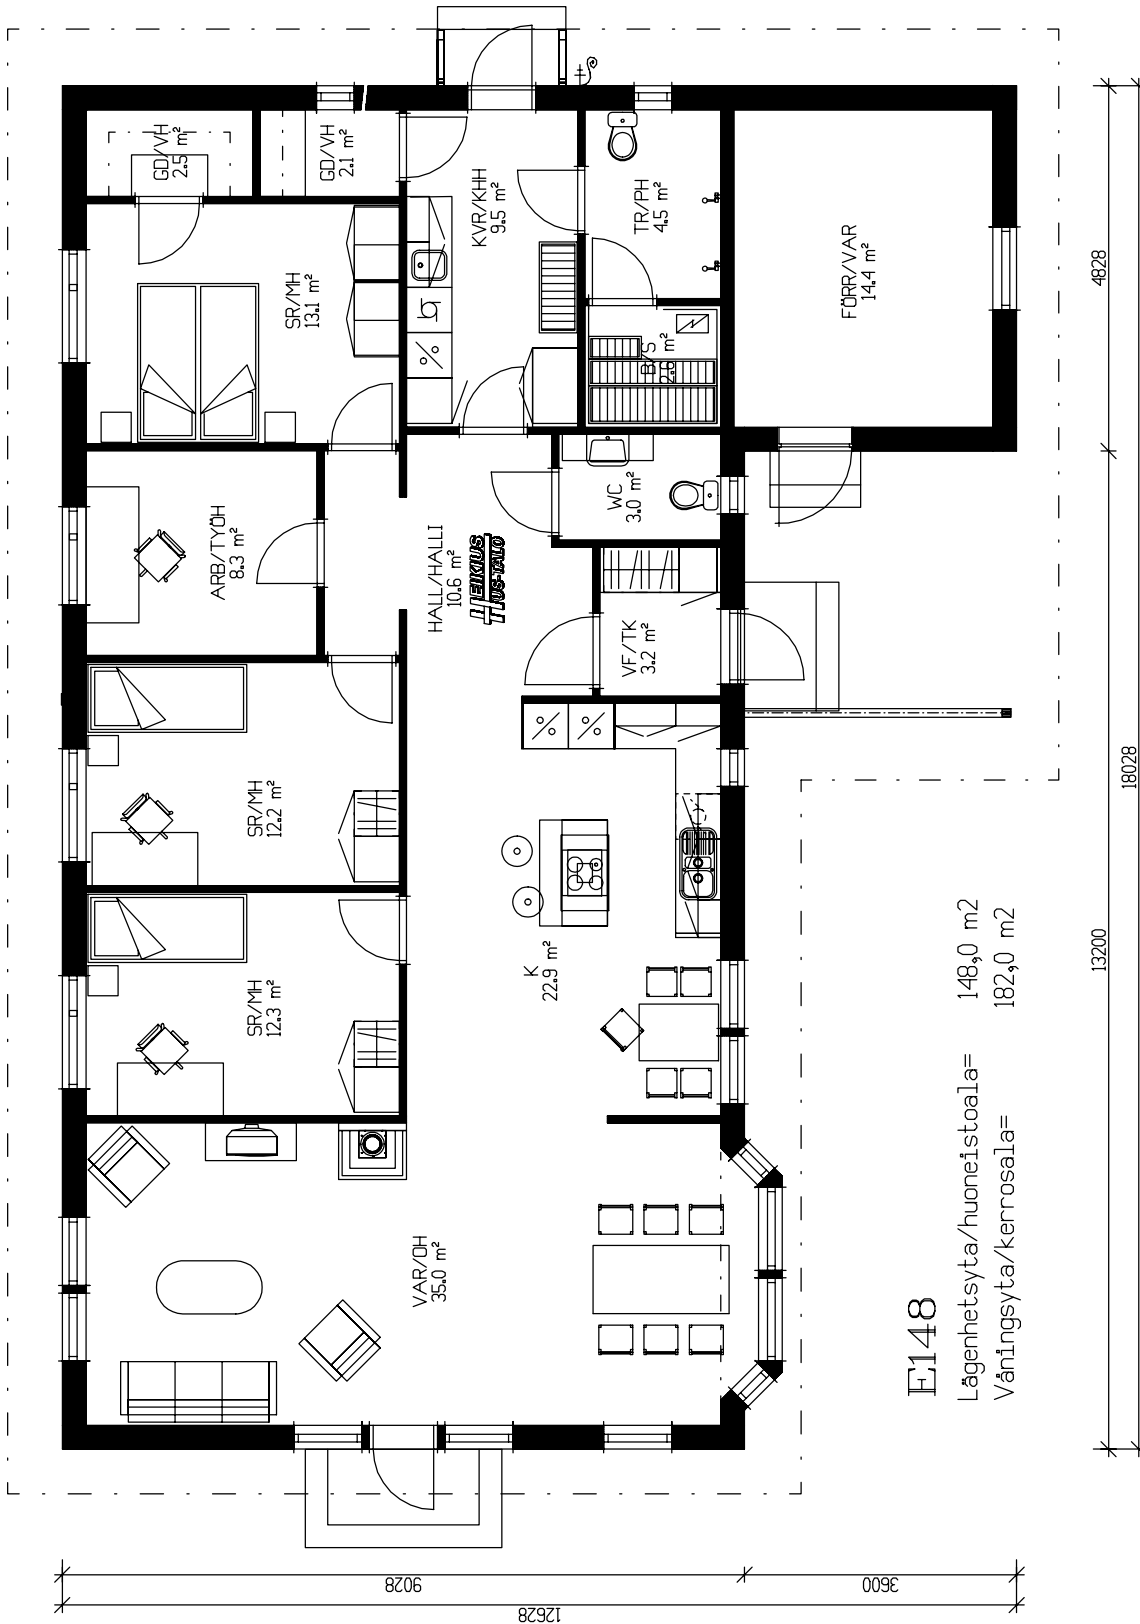 GD/VH
2.5 m²
GD/VH
2.1 m²
KVR/KHH
9.5 m²
TR/PH
4.5 m²
FÖRR/VAR
14.4 m²
SR/MH
13.1 m²
B/S
2.6 m²
ARB/TYÖH
8.3 m²
HALL/HALLI
10.6 m²
HEIKIUS
HUS-TALO
WC
3.0 m²
VF/TK
3.2 m²
SR/MH
12.2 m²
SR/MH
12.3 m²
K
22.9 m²
VAR/OH
35.0 m²
E148
Lägenhetsyta/huoneistoala= 148,0 m2
Våningsyta/kerrosala= 182,0 m2
4828
13200
18028
9028
3600
12628